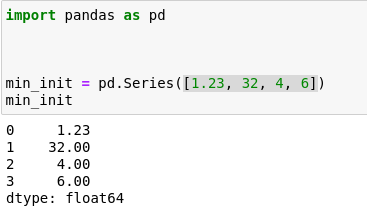 import pandas as pd
min_init = pd.Series([1.23, 32, 4, 6])
min_init
0     1.23
1    32.00
2     4.00
3     6.00
dtype: float64